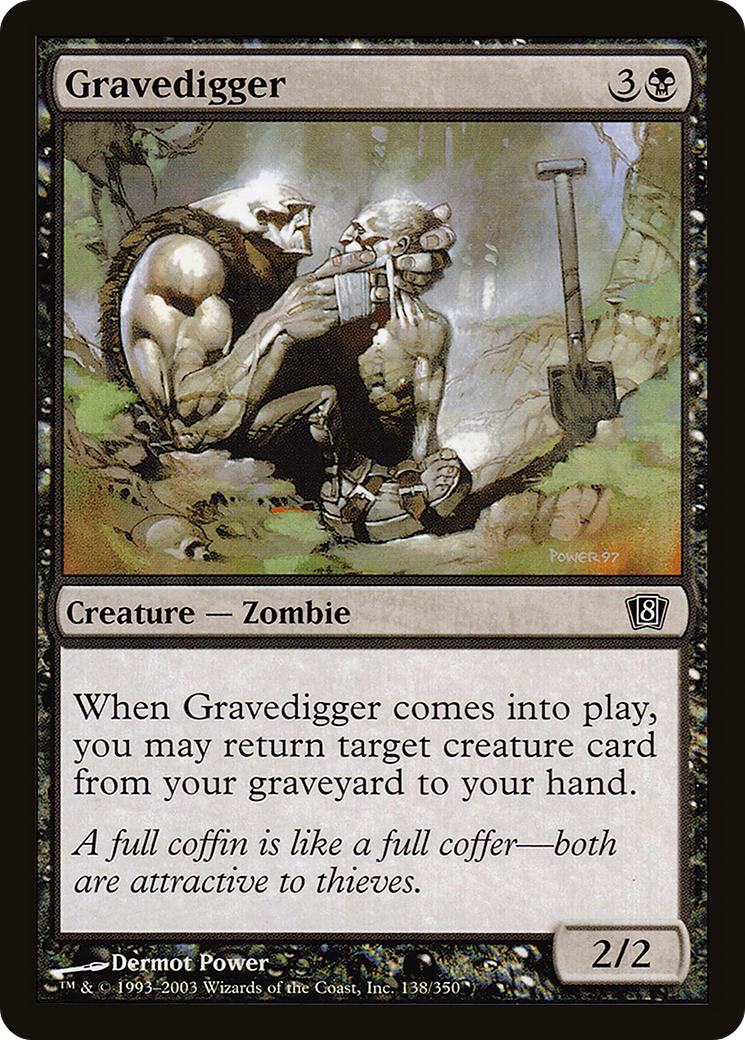 Gravedigger 3
POWER 97
Creature — Zombie 8
When Gravedigger comes into play,
you may return target creature card
from your graveyard to your hand.
A full coffin is like a full coffer—both
are attractive to thieves.
2/2
Dermot Power
™ & © 1993–2003 Wizards of the Coast, Inc. 138/350